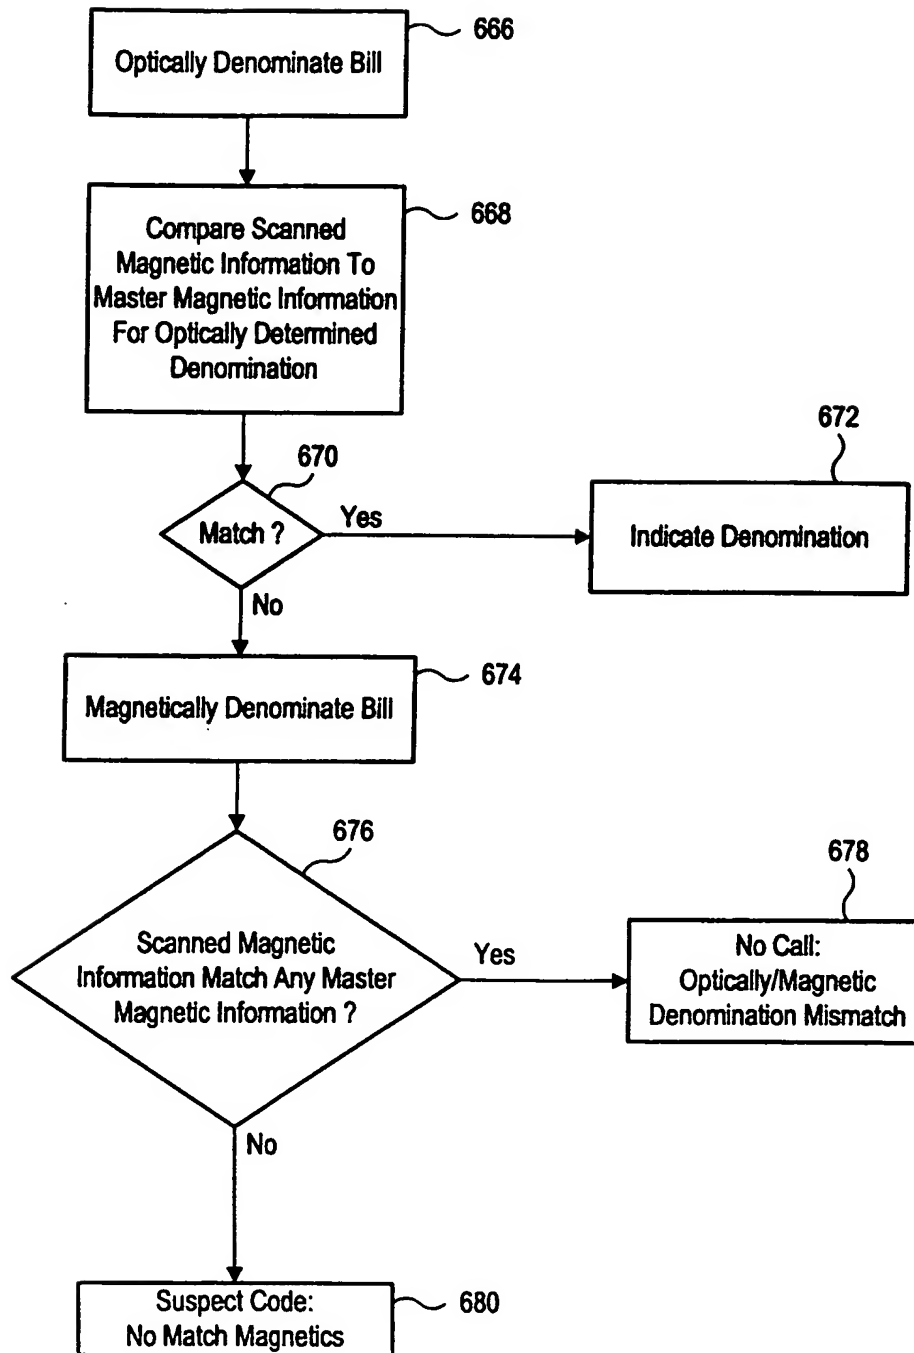 666
Optically Denominate Bill
668
Compare Scanned
Magnetic Information To
Master Magnetic Information
For Optically Determined
Denomination
670
672
Match ?
Yes
Indicate Denomination
No
674
Magnetically Denominate Bill
676
678
Scanned Magnetic
Information Match Any Master
Magnetic Information ?
Yes
No Call:
Optically/Magnetic
Denomination Mismatch
No
Suspect Code:
No Match Magnetics
680